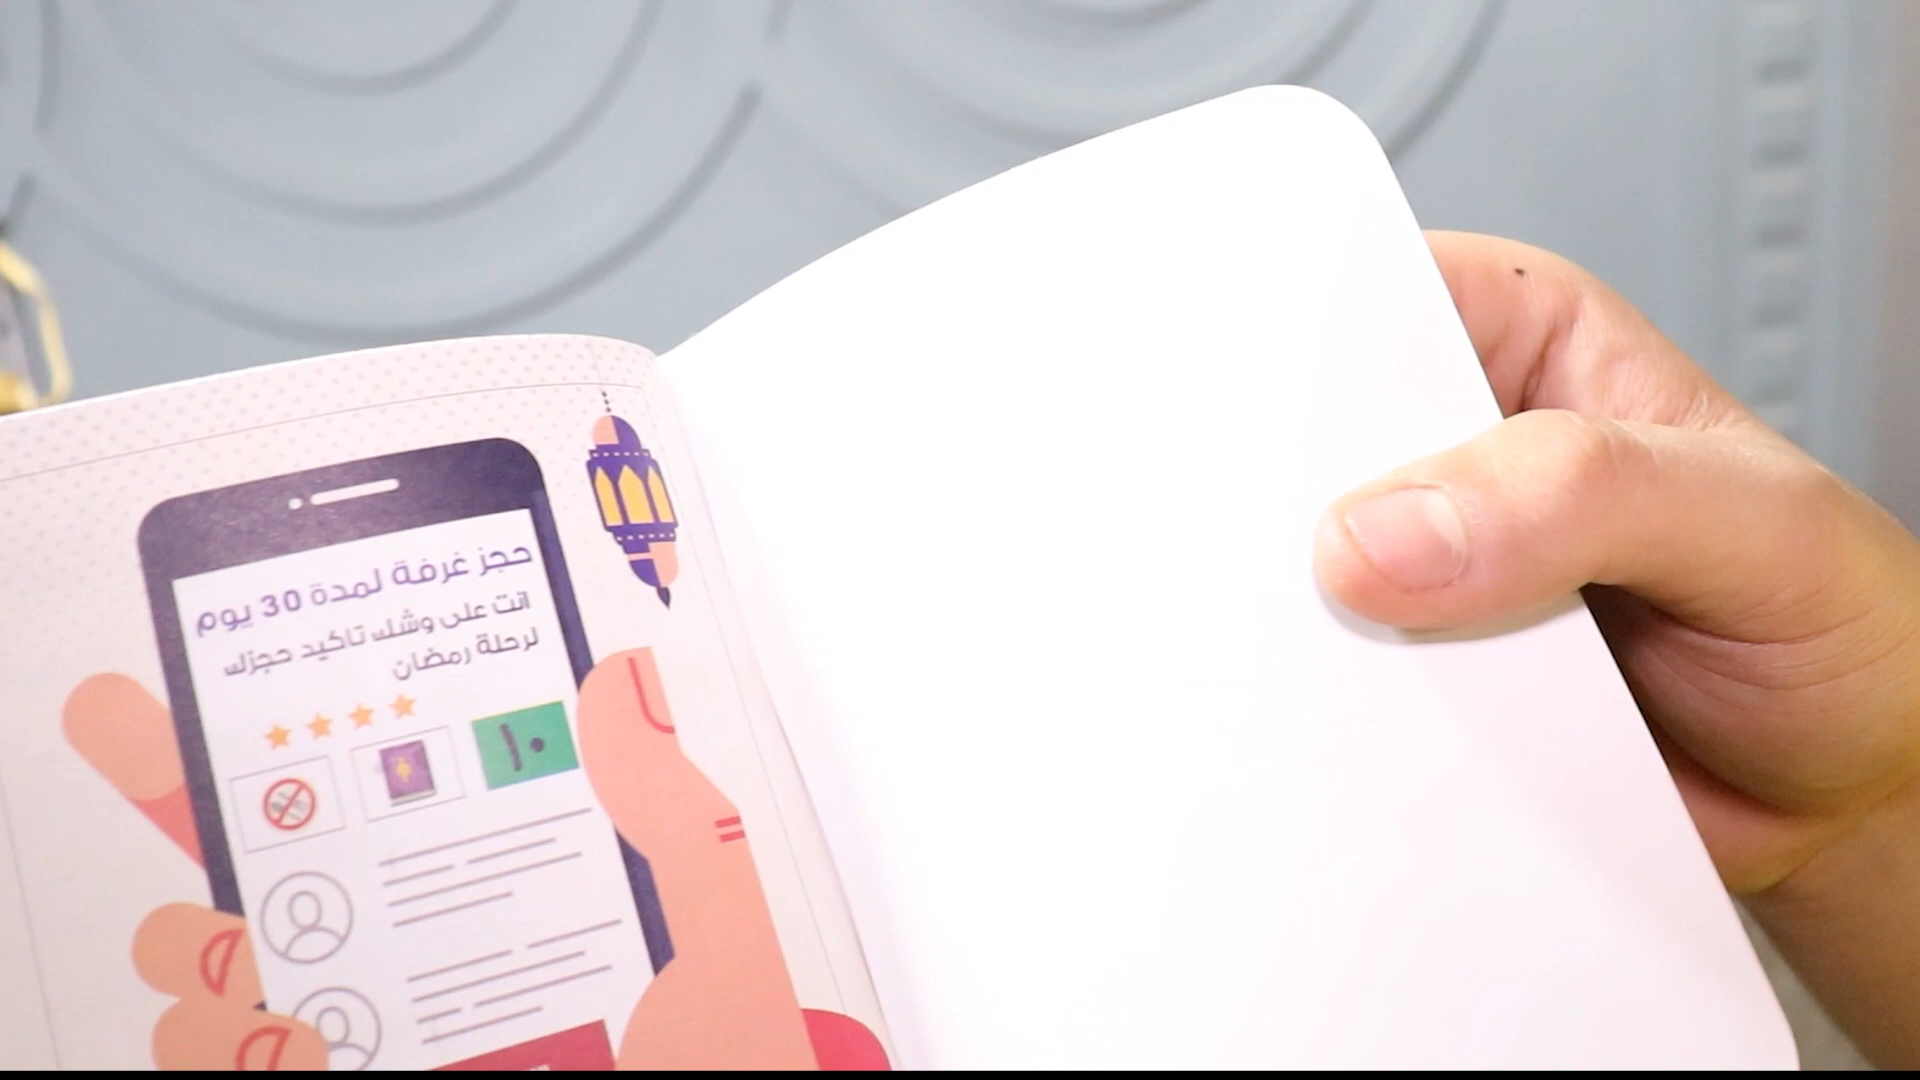 حجز غرفة لمدة 30 يوم
انت على وشك تاكيد حجزك
لرحلة رمضان
١٠